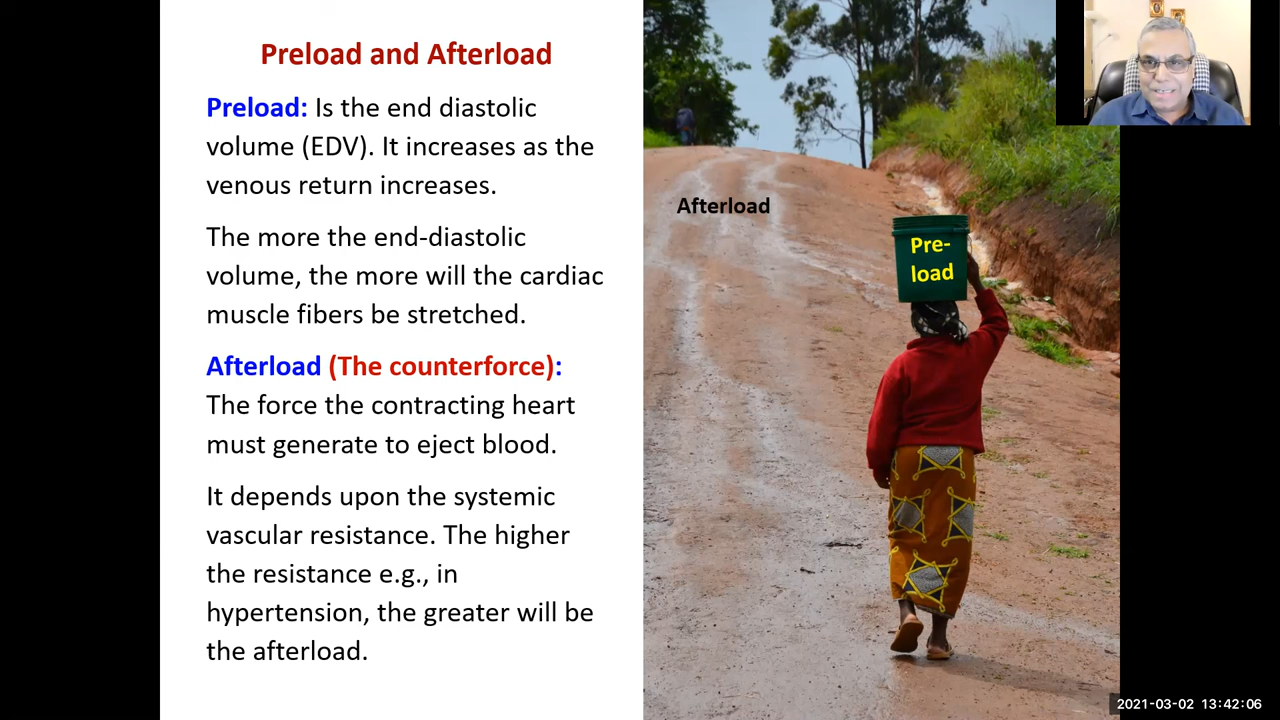 Preload and Afterload
Preload: Is the end diastolic
volume (EDV). It increases as the
venous return increases.
The more the end-diastolic
volume, the more will the cardiac
muscle fibers be stretched.
Afterload (The counterforce):
The force the contracting heart
must generate to eject blood.
It depends upon the systemic
vascular resistance. The higher
the resistance e.g., in
hypertension, the greater will be
the afterload.
Afterload
Pre-
load
2021-03-02 13:42:06